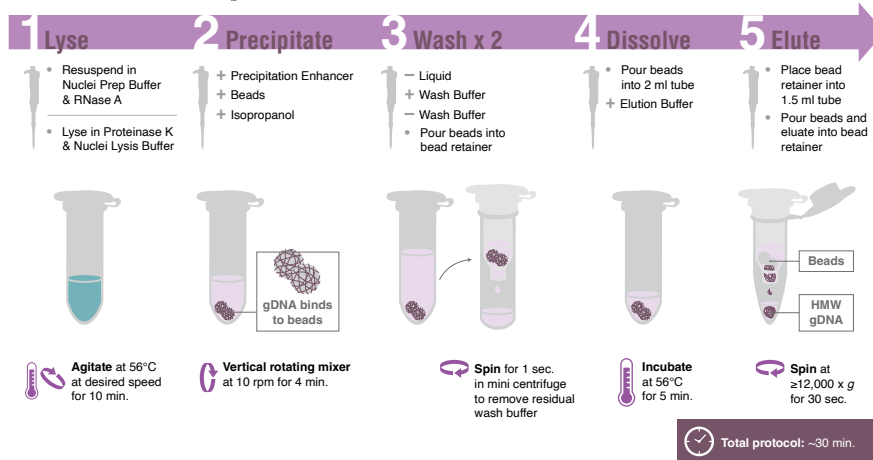 1 Lyse
• Resuspend in
Nuclei Prep Buffer
& RNase A
• Lyse in Proteinase K
& Nuclei Lysis Buffer
Agitate at 56°C
at desired speed
for 10 min.
2 Precipitate
+ Precipitation Enhancer
+ Beads
+ Isopropanol
gDNA binds
to beads
Vertical rotating mixer
at 10 rpm for 4 min.
3 Wash x 2
− Liquid
+ Wash Buffer
− Wash Buffer
• Pour beads into
bead retainer
Spin for 1 sec.
in mini centrifuge
to remove residual
wash buffer
4 Dissolve
• Pour beads
into 2 ml tube
+ Elution Buffer
Incubate
at 56°C
for 5 min.
5 Elute
• Place bead
retainer into
1.5 ml tube
• Pour beads and
eluate into bead
retainer
Beads
HMW
gDNA
Spin at
≥12,000 x g
for 30 sec.
Total protocol: ~30 min.